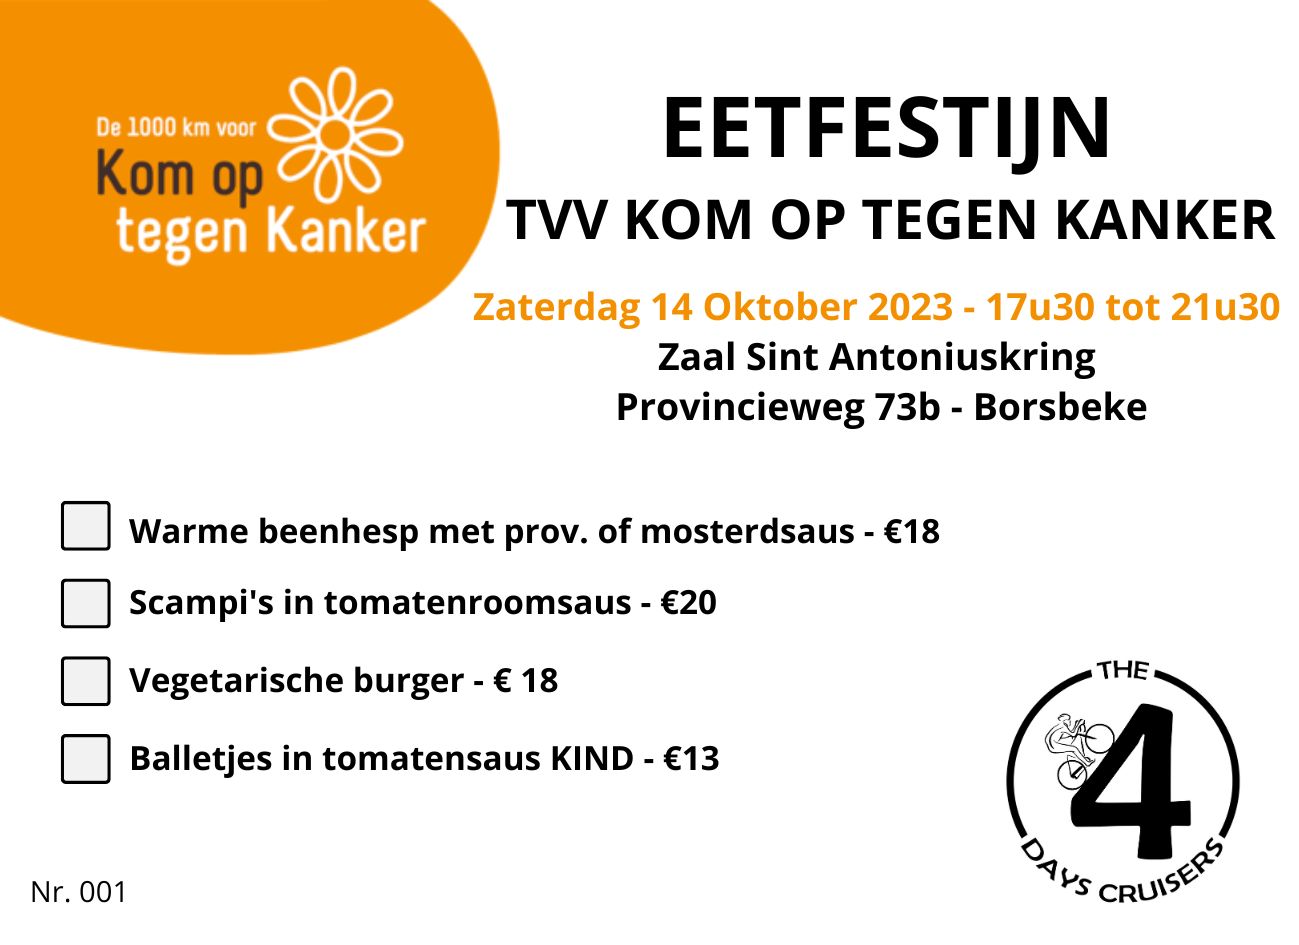 De 1000 km voor
Kom op
tegen Kanker
EETFESTIJN
TVV KOM OP TEGEN KANKER
Zaterdag 14 Oktober 2023 - 17u30 tot 21u30
Zaal Sint Antoniuskring
Provincieweg 73b - Borsbeke
Warme beenhesp met prov. of mosterdsaus - €18
Scampi's in tomatenroomsaus - €20
Vegetarische burger - € 18
Balletjes in tomatensaus KIND - €13
THE
4
DAYS CRUISERS
Nr. 001